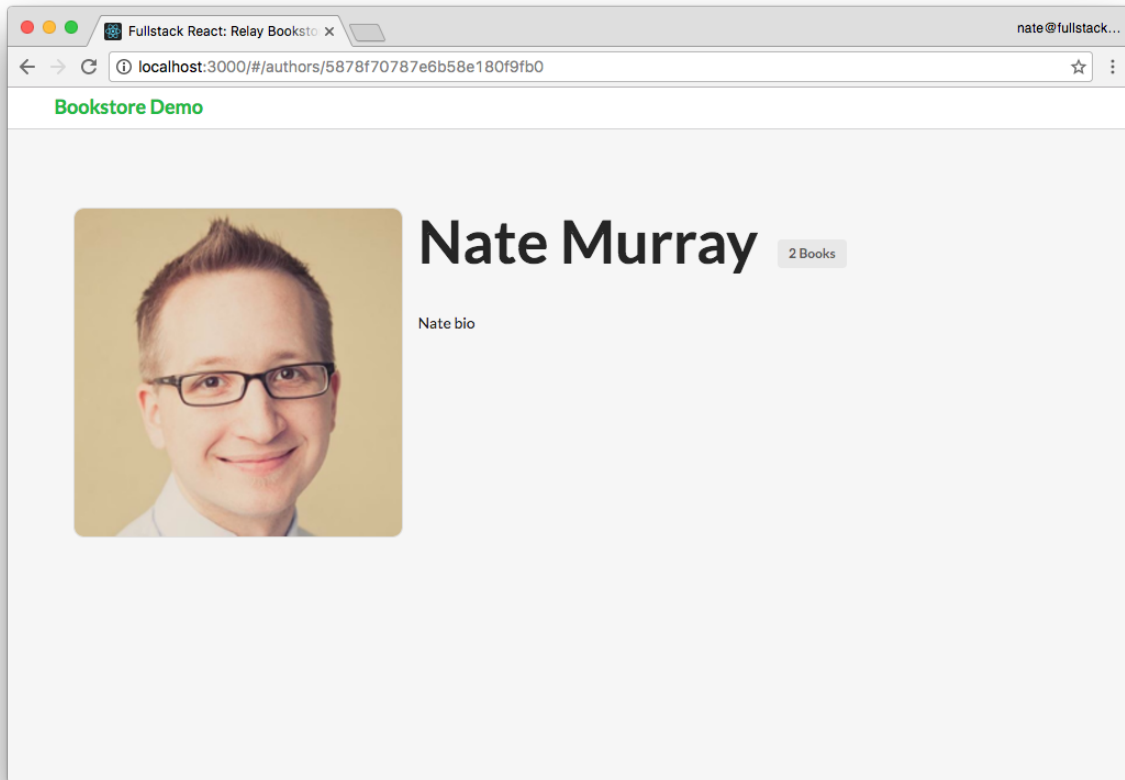 Fullstack React: Relay Booksto
nate@fullstack...
localhost:3000/#/authors/5878f70787e6b58e180f9fb0
Bookstore Demo
Nate Murray 2 Books
Nate bio